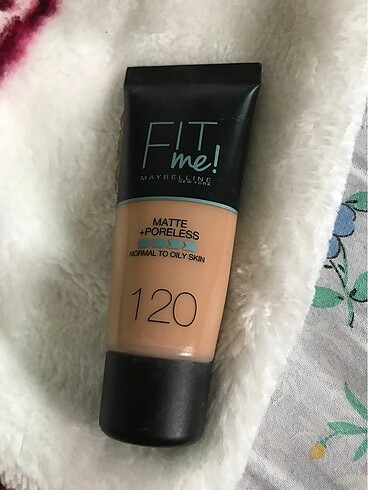 FIT
me!
MAYBELLINE
NEW YORK
MATTE
+PORELESS
NORMAL TO OILY SKIN
120